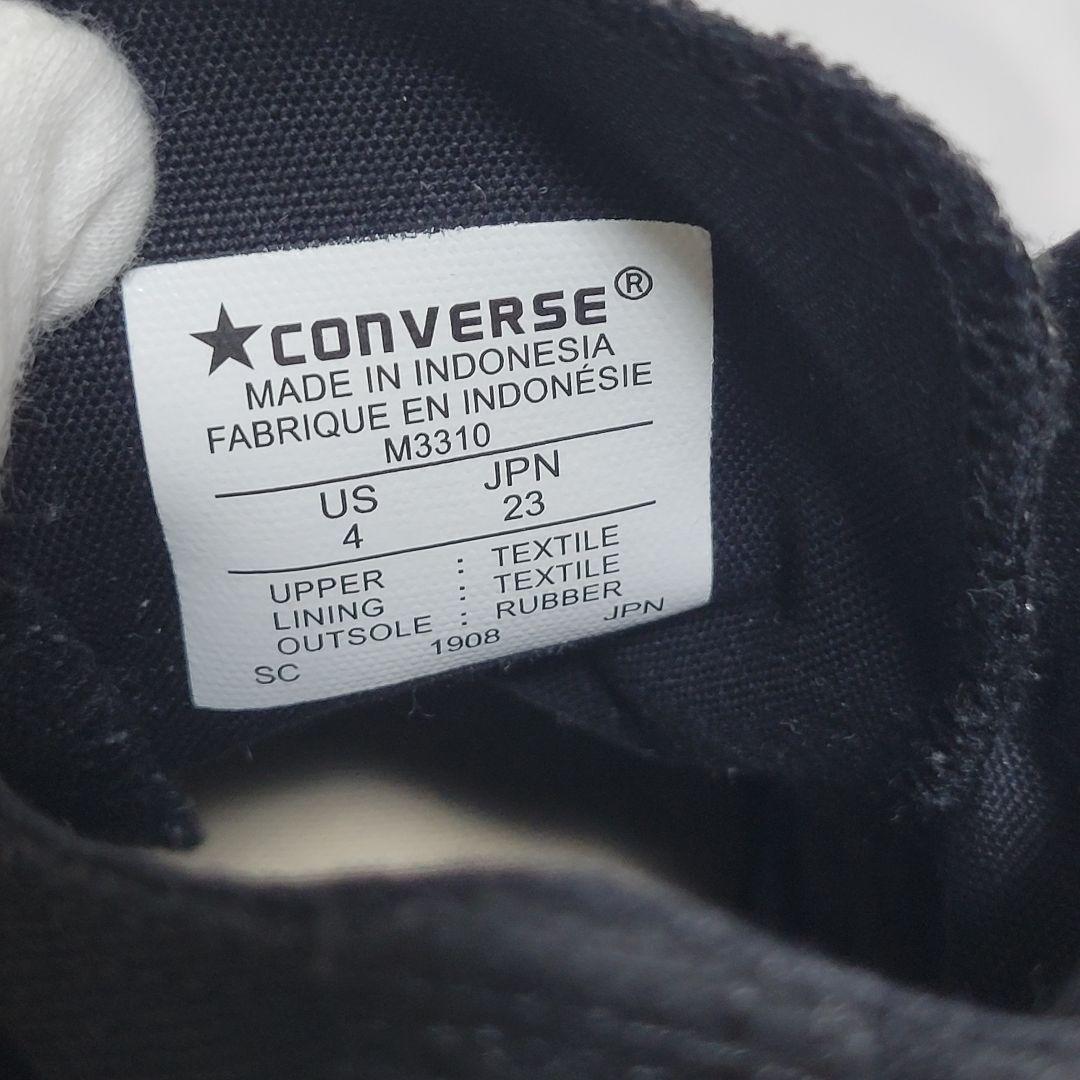 ★CONVERSE®
MADE IN INDONESIA
FABRIQUE EN INDONÉSIE
M3310
US JPN
4 23
UPPER : TEXTILE
LINING : TEXTILE
OUTSOLE : RUBBER
SC 1908 JPN